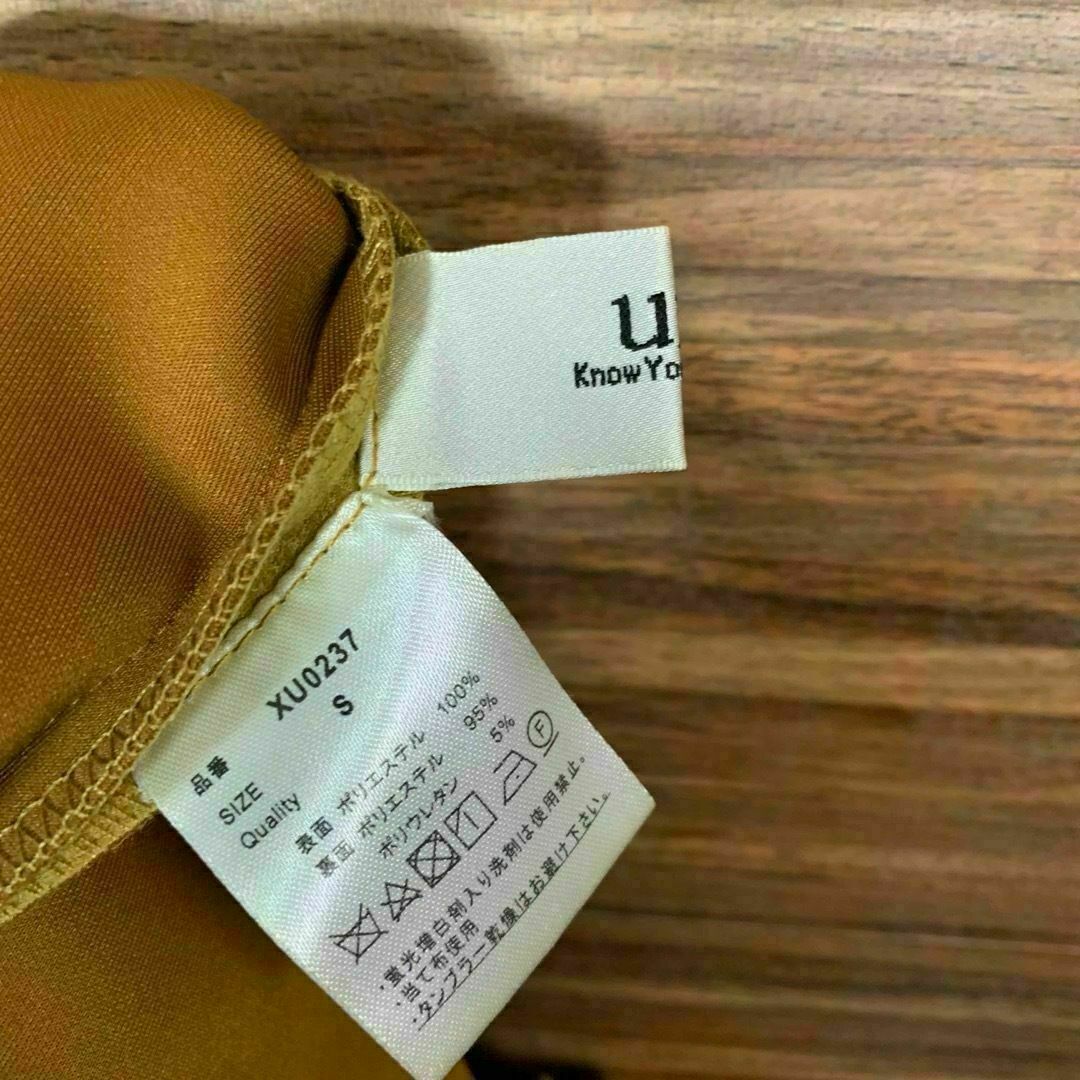 KnowYo
品番 XU0237
SIZE S
Quality
表面 ポリエステル 100%
裏面 ポリエステル 95%
ポリウレタン 5%
F
・蛍光増白剤入り洗剤は使用禁止。
・当て布使用
・タンブラー乾燥はお避け下さい。